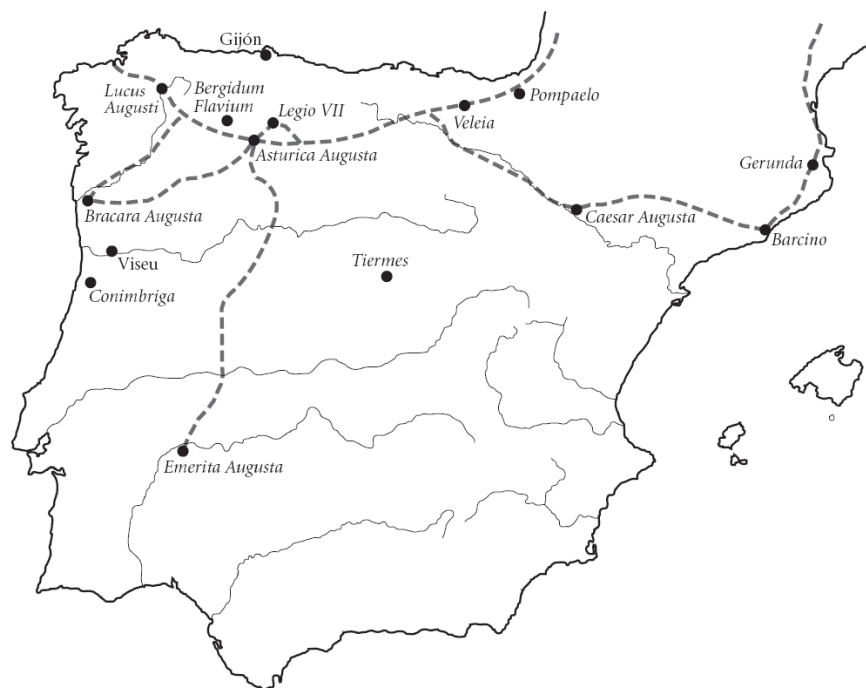 Gijón
Lucus
Augusti
Bergidum
Flavium
Legio VII
Pompaelo
Veleia
Asturica Augusta
Gerunda
Bracara Augusta
Caesar Augusta
Barcino
Viseu
Tiermes
Conimbriga
Emerita Augusta